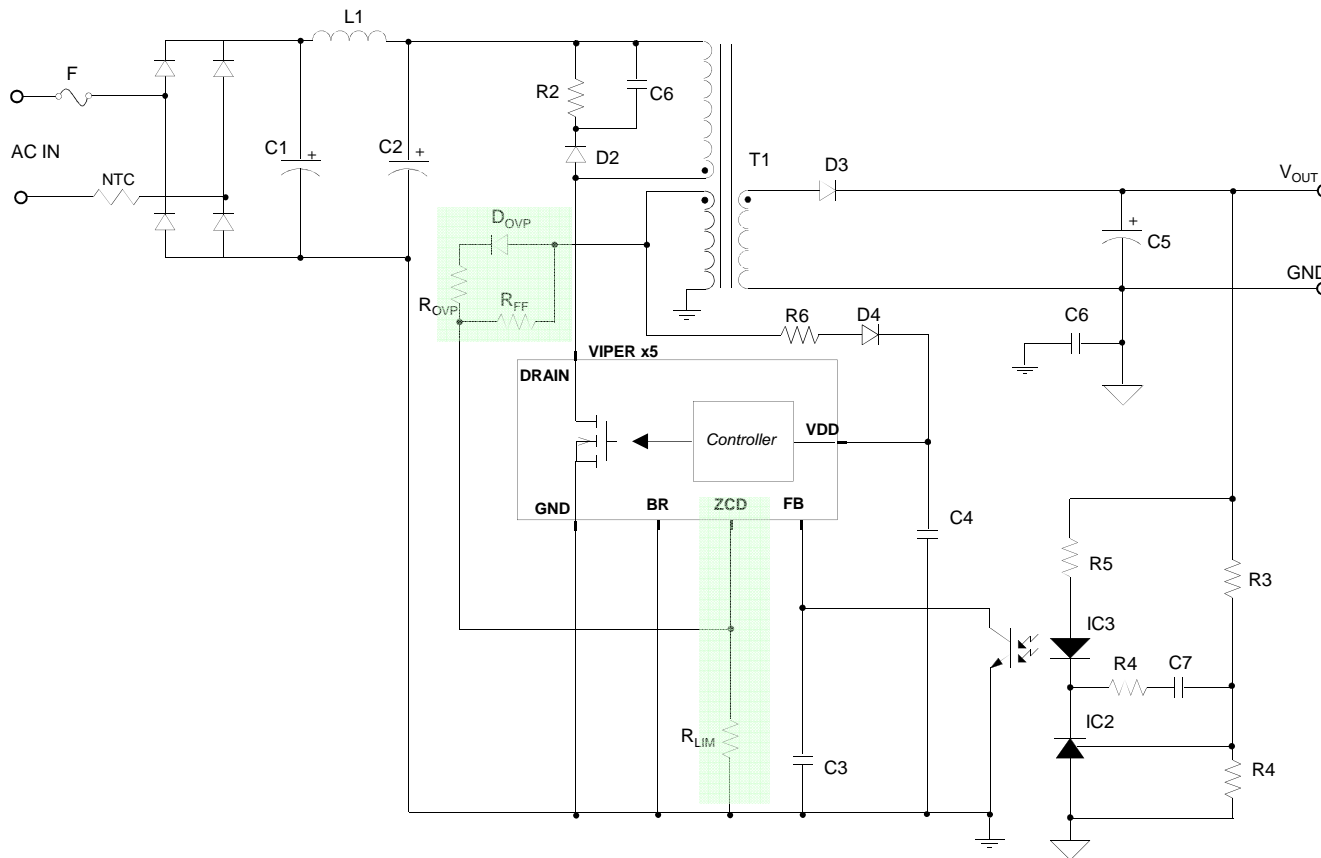 L1
F
R2
C6
AC IN
C1
+
C2
+
D2
T1
D3
NTC
VOUT
DOVP
+
C5
GND
ROVP
RFF
R6
D4
C6
VIPER x5
DRAIN
Controller
VDD
GND
BR
ZCD
FB
C4
R5
R3
IC3
R4
C7
IC2
RLIM
C3
R4